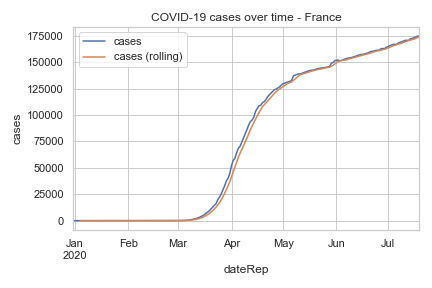 COVID-19 cases over time - France
cases
cases (rolling)
175000
150000
125000
100000
75000
50000
25000
0
cases
Jan Feb Mar Apr May Jun Jul
2020
dateRep